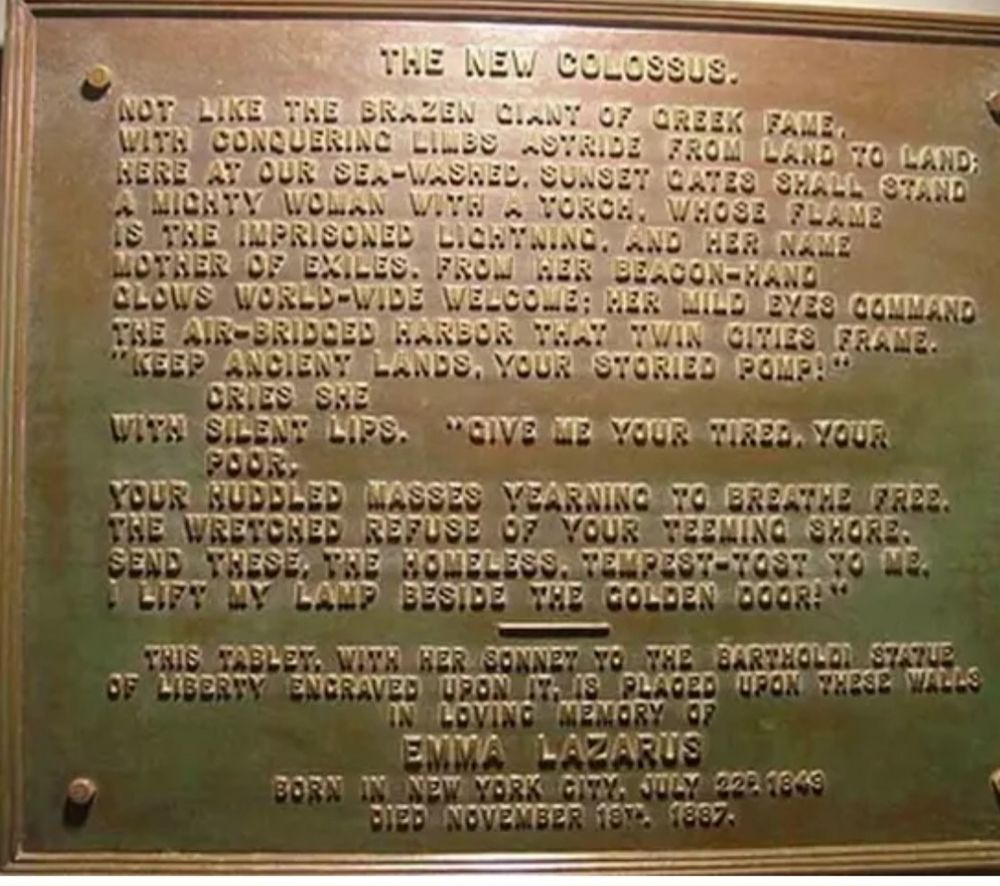 THE NEW COLOSSUS.
NOT LIKE THE BRAZEN GIANT OF GREEK FAME,
WITH CONQUERING LIMBS ASTRIDE FROM LAND TO LAND;
HERE AT OUR SEA-WASHED, SUNSET GATES SHALL STAND
A MIGHTY WOMAN WITH A TORCH, WHOSE FLAME
IS THE IMPRISONED LIGHTNING, AND HER NAME
MOTHER OF EXILES. FROM HER BEACON-HAND
GLOWS WORLD-WIDE WELCOME; HER MILD EYES COMMAND
THE AIR-BRIDGED HARBOR THAT TWIN CITIES FRAME.
"KEEP ANCIENT LANDS, YOUR STORIED POMP!"
CRIES SHE
WITH SILENT LIPS. "GIVE ME YOUR TIRED, YOUR
POOR,
YOUR HUDDLED MASSES YEARNING TO BREATHE FREE,
THE WRETCHED REFUSE OF YOUR TEEMING SHORE.
SEND THESE, THE HOMELESS, TEMPEST-TOST TO ME,
I LIFT MY LAMP BESIDE THE GOLDEN DOOR!"
THIS TABLET, WITH HER SONNET TO THE BARTHOLDI STATUE
OF LIBERTY ENGRAVED UPON IT, IS PLACED UPON THESE WALLS
IN LOVING MEMORY OF
EMMA LAZARUS
BORN IN NEW YORK CITY, JULY 22D, 1849
DIED NOVEMBER 19TH, 1887.